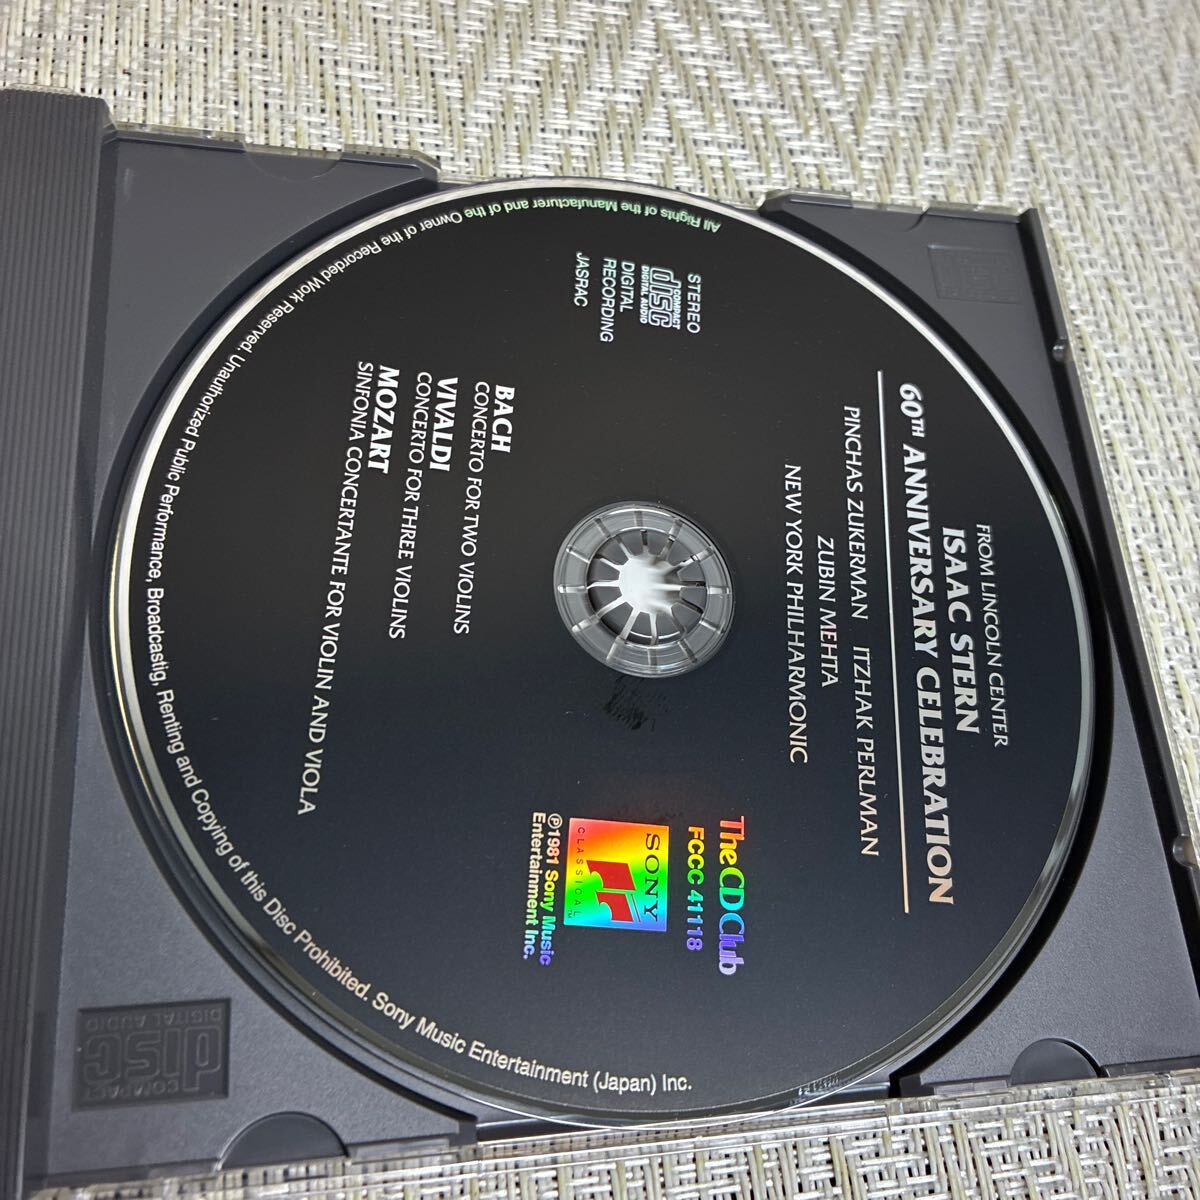 FROM LINCOLN CENTER
ISAAC STERN
60TH ANNIVERSARY CELEBRATION
PINCHAS ZUKERMAN ITZHAK PERLMAN
ZUBIN MEHTA
NEW YORK PHILHARMONIC
STEREO
COMPACT
disc
DIGITAL AUDIO
DIGITAL
RECORDING
JASRAC
The CD Club
FCCC 41118
SONY
CLASSICAL™
℗1981 Sony Music
Entertainment Inc.
BACH
CONCERTO FOR TWO VIOLINS
VIVALDI
CONCERTO FOR THREE VIOLINS
MOZART
SINFONIA CONCERTANTE FOR VIOLIN AND VIOLA
All Rights of the Manufacturer and of the Owner of the Recorded Work Reserved. Unauthorized Public Performance, Broadcastig, Renting and Copying of this Disc Prohibited. Sony Music Entertainment (Japan) Inc.
COMPACT
disc
DIGITAL AUDIO